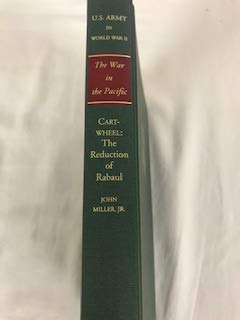 U.S. ARMY
IN
WORLD WAR II
The War
in
the Pacific
CART-
WHEEL:
The
Reduction
of
Rabaul
JOHN
MILLER, JR.